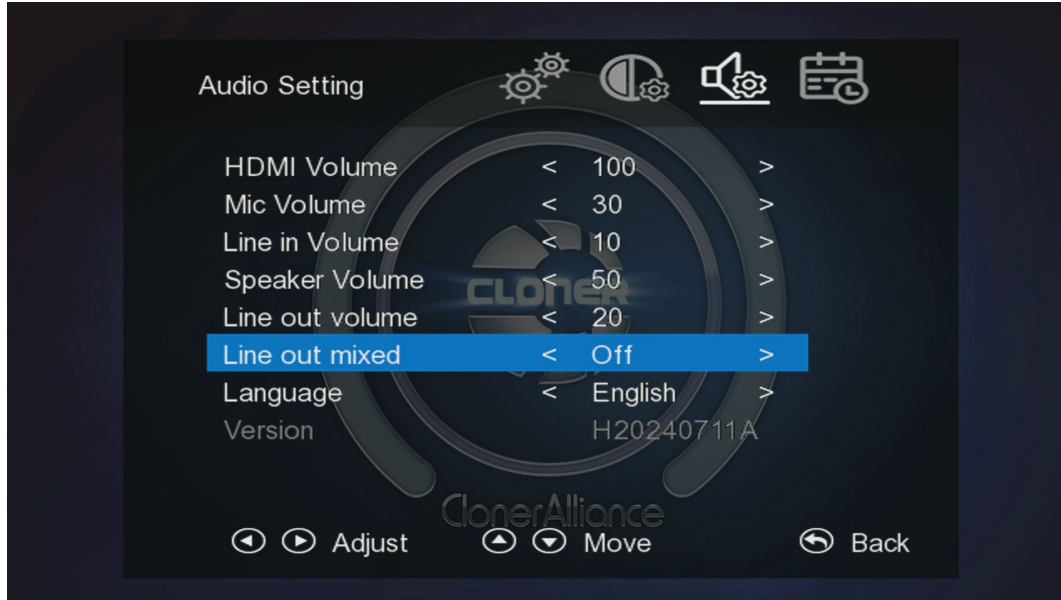 Audio Setting
HDMI Volume < 100 >
Mic Volume < 30 >
Line in Volume < 10 >
Speaker Volume < 50 >
CLONER
Line out volume < 20 >
Line out mixed < Off >
Language < English >
Version H20240711A
ClonerAlliance
Adjust Move Back